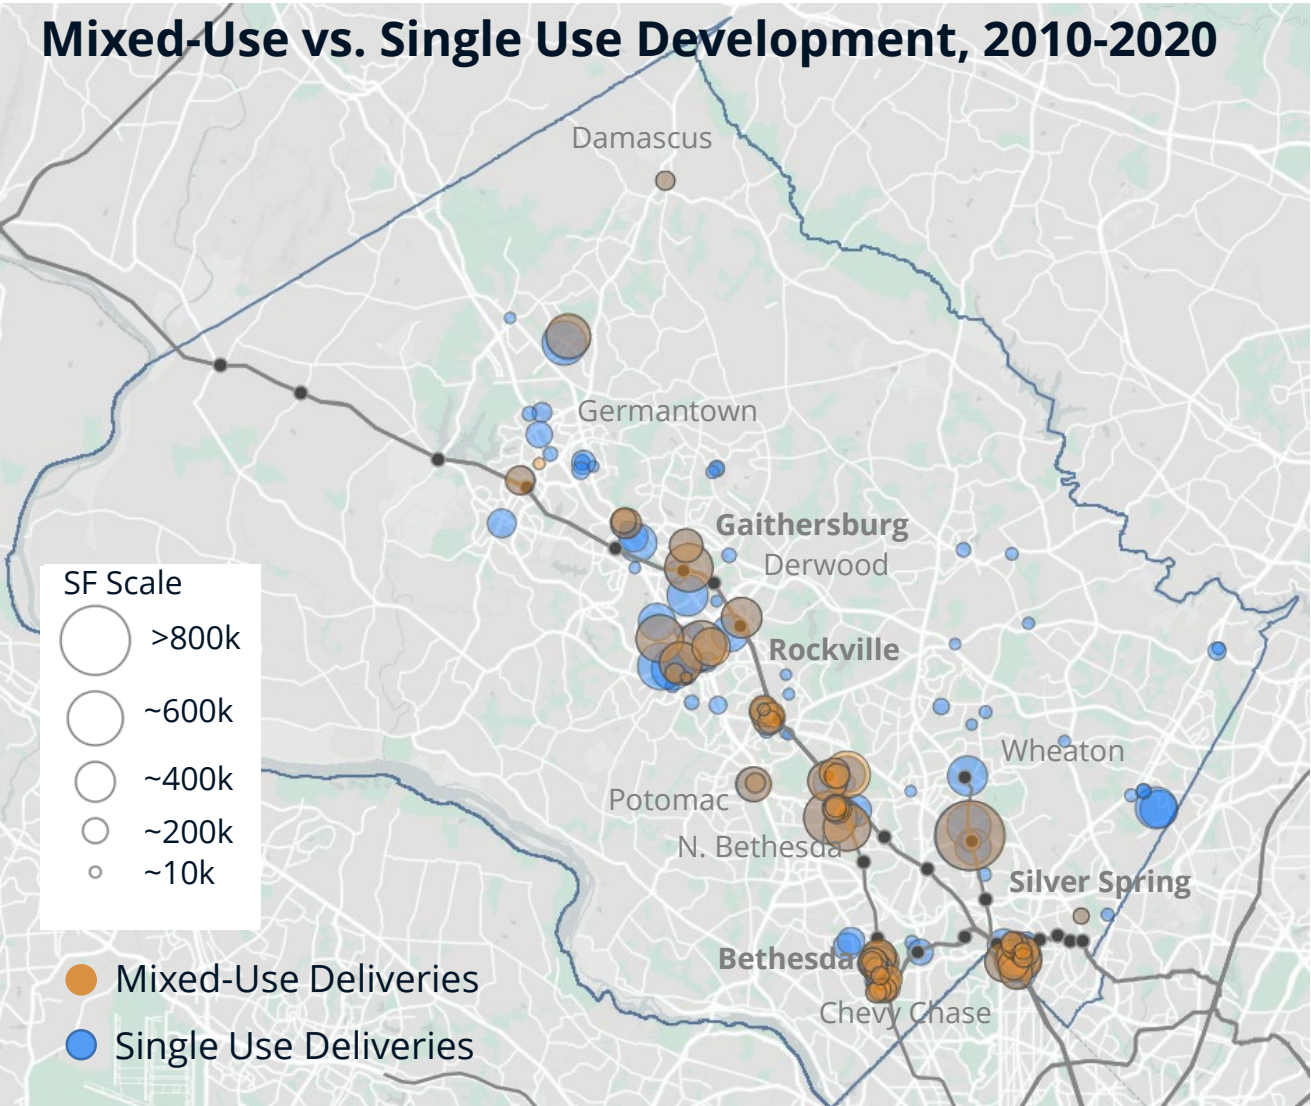 Mixed-Use vs. Single Use Development, 2010-2020
Damascus
Germantown
Gaithersburg
Derwood
SF Scale
>800k
~600k
~400k
~200k
~10k
Rockville
Wheaton
Potomac
N. Bethesda
Silver Spring
Bethesda
Chevy Chase
Mixed-Use Deliveries
Single Use Deliveries